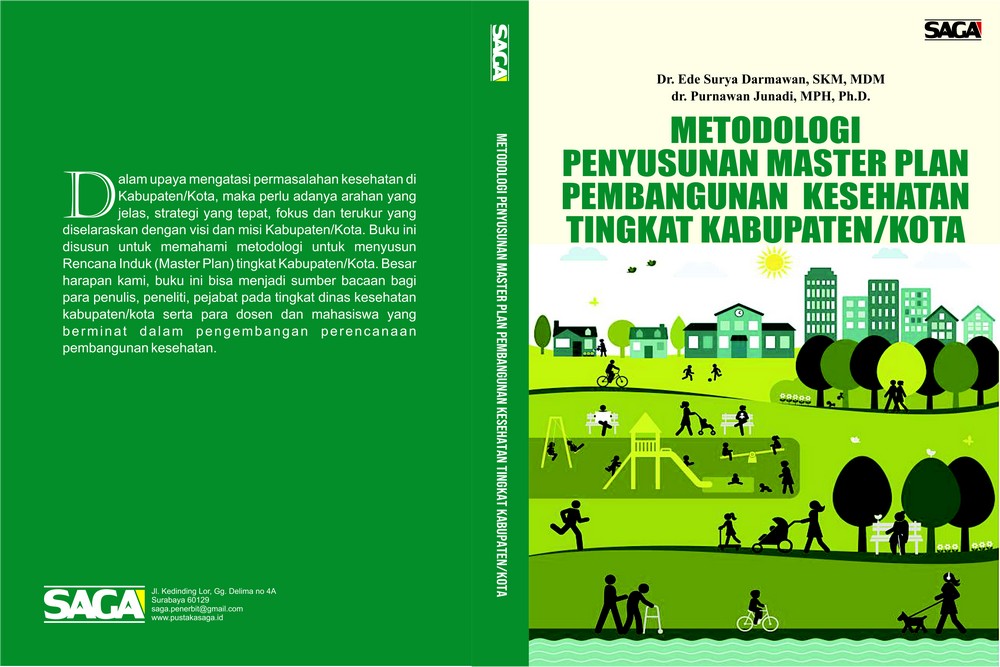 Dalam upaya mengatasi permasalahan kesehatan di
Kabupaten/Kota, maka perlu adanya arahan yang
jelas, strategi yang tepat, fokus dan terukur yang
diselaraskan dengan visi dan misi Kabupaten/Kota. Buku ini
disusun untuk memahami metodologi untuk menyusun
Rencana Induk (Master Plan) tingkat Kabupaten/Kota. Besar
harapan kami, buku ini bisa menjadi sumber bacaan bagi
para penulis, peneliti, pejabat pada tingkat dinas kesehatan
kabupaten/kota serta para dosen dan mahasiswa yang
berminat dalam pengembangan perencanaan
pembangunan kesehatan.
SAGA
Jl. Kedinding Lor, Gg. Delima no 4A
Surabaya 60129
saga.penerbit@gmail.com
www.pustakasaga.id
SAGA
METODOLOGI PENYUSUNAN MASTER PLAN PEMBANGUNAN KESEHATAN TINGKAT KABUPATEN/KOTA
SAGA
Dr. Ede Surya Darmawan, SKM, MDM
dr. Purnawan Junadi, MPH, Ph.D.
METODOLOGI
PENYUSUNAN MASTER PLAN
PEMBANGUNAN KESEHATAN
TINGKAT KABUPATEN/KOTA